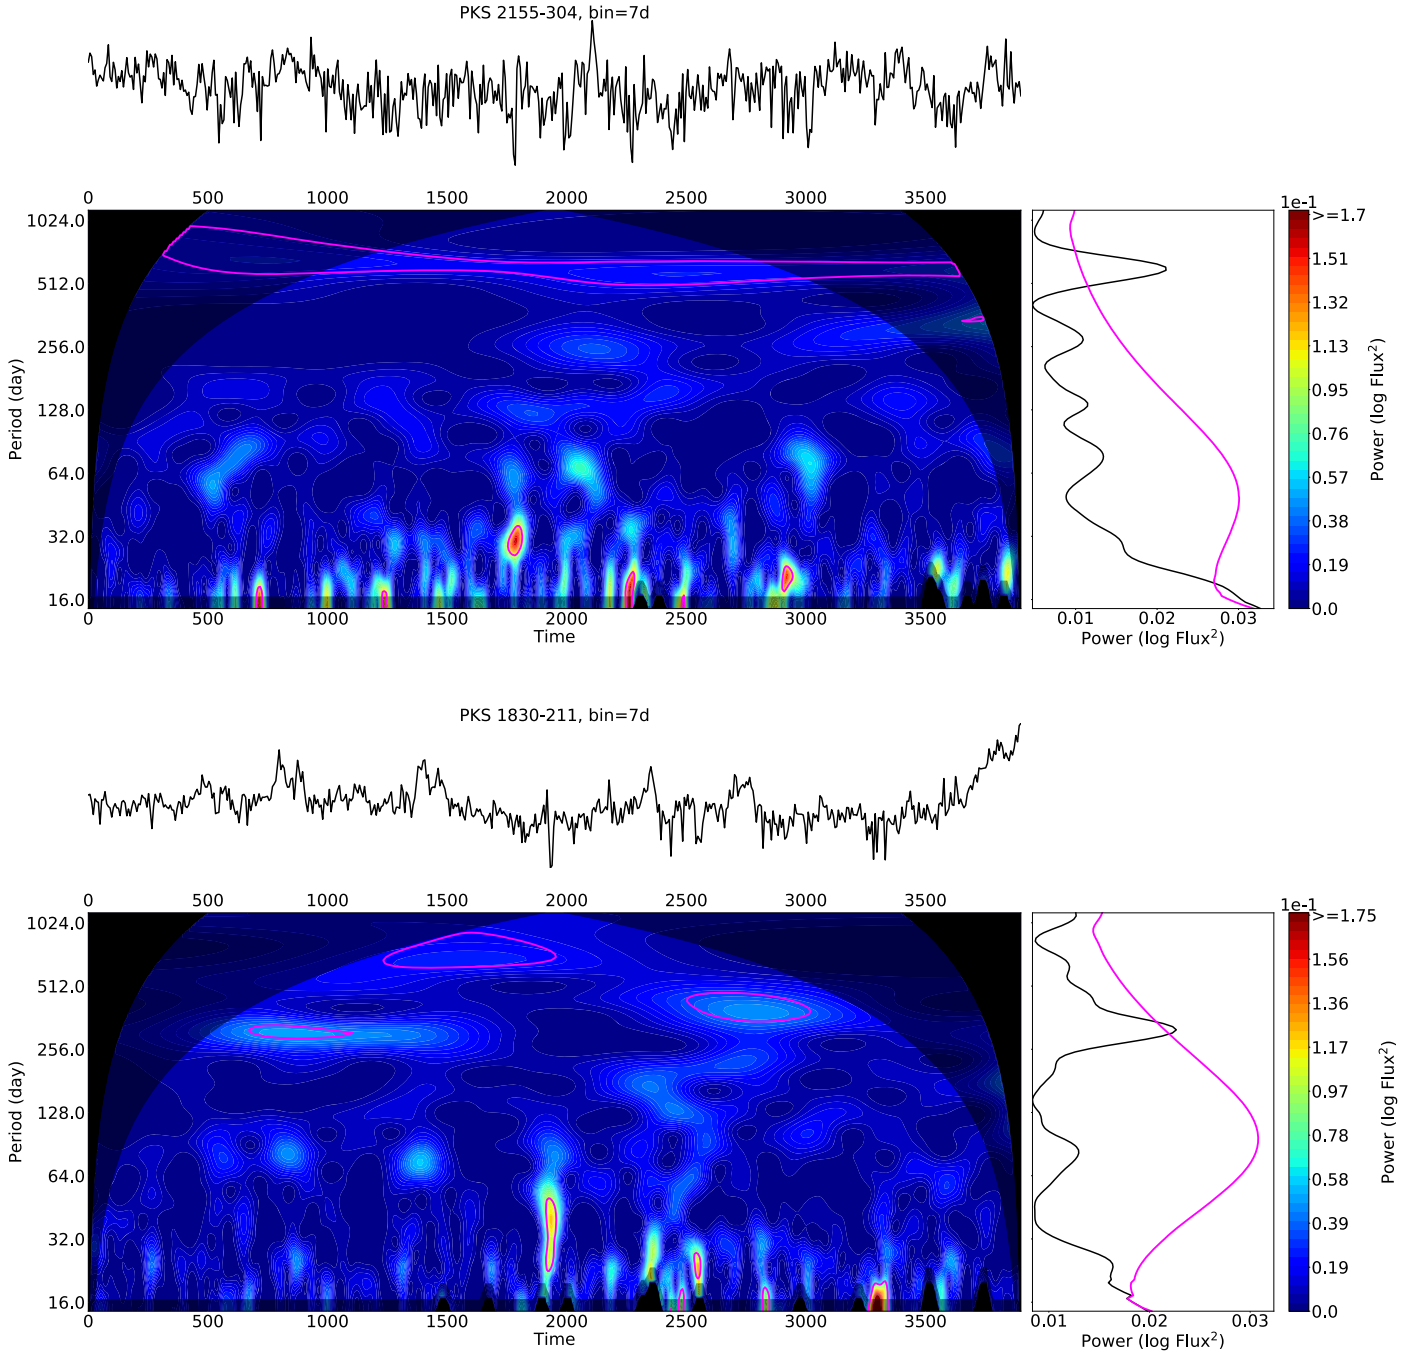 PKS 2155-304, bin=7d
0 500 1000 1500 2000 2500 3000 3500
1e-1
1024.0
512.0
256.0
128.0
64.0
32.0
16.0
Period (day)
0 500 1000 1500 2000 2500 3000 3500
Time
0.01 0.02 0.03
Power (log Flux²)
>=1.7
1.51
1.32
1.13
0.95
0.76
0.57
0.38
0.19
0.0
Power (log Flux²)
PKS 1830-211, bin=7d
0 500 1000 1500 2000 2500 3000 3500
1e-1
1024.0
512.0
256.0
128.0
64.0
32.0
16.0
Period (day)
0 500 1000 1500 2000 2500 3000 3500
Time
0.01 0.02 0.03
Power (log Flux²)
>=1.75
1.56
1.36
1.17
0.97
0.78
0.58
0.39
0.19
0.0
Power (log Flux²)